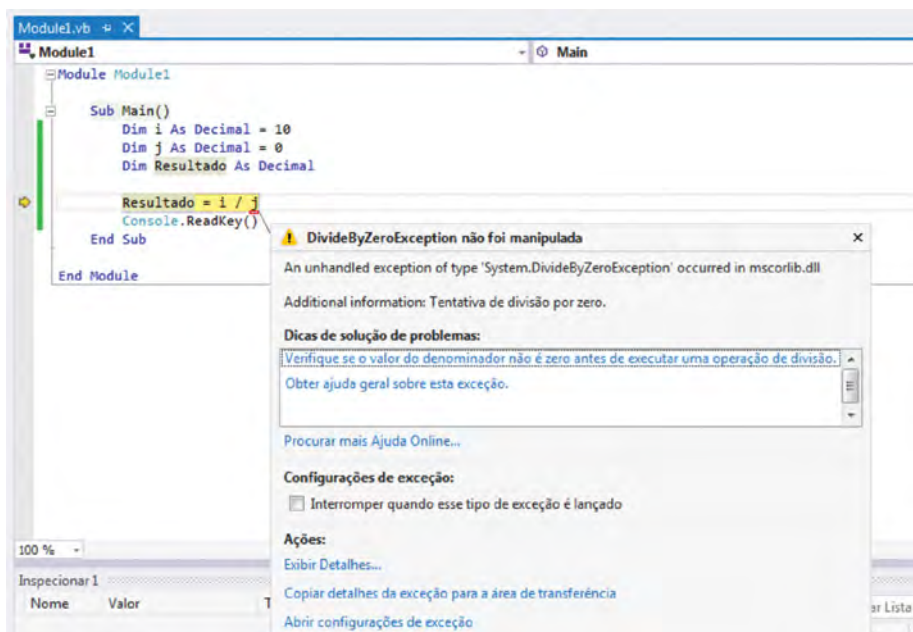 Module1.vb
Module1
Main
Module Module1
Sub Main()
Dim i As Decimal = 10
Dim j As Decimal = 0
Dim Resultado As Decimal
Resultado = i / j
Console.ReadKey()
End Sub
End Module
DivideByZeroException não foi manipulada
An unhandled exception of type 'System.DivideByZeroException' occurred in mscorlib.dll
Additional information: Tentativa de divisão por zero.
Dicas de solução de problemas:
Verifique se o valor do denominador não é zero antes de executar uma operação de divisão.
Obter ajuda geral sobre esta exceção.
Procurar mais Ajuda Online...
Configurações de exceção:
Interromper quando esse tipo de exceção é lançado
Ações:
Exibir Detalhes...
Copiar detalhes da exceção para a área de transferência
Abrir configurações de exceção
100 %
Inspecionar 1
Nome Valor T
ar Lista